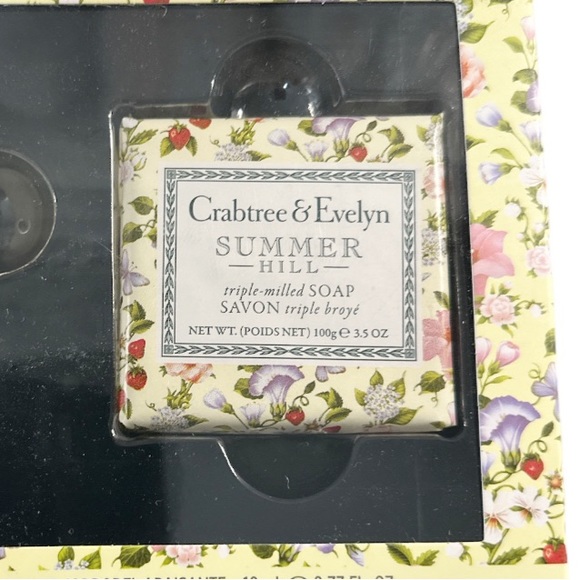 Crabtree & Evelyn
SUMMER
—HILL—
triple-milled SOAP
SAVON triple broyé
NET WT. (POIDS NET) 100g ℮ 3.5 OZ